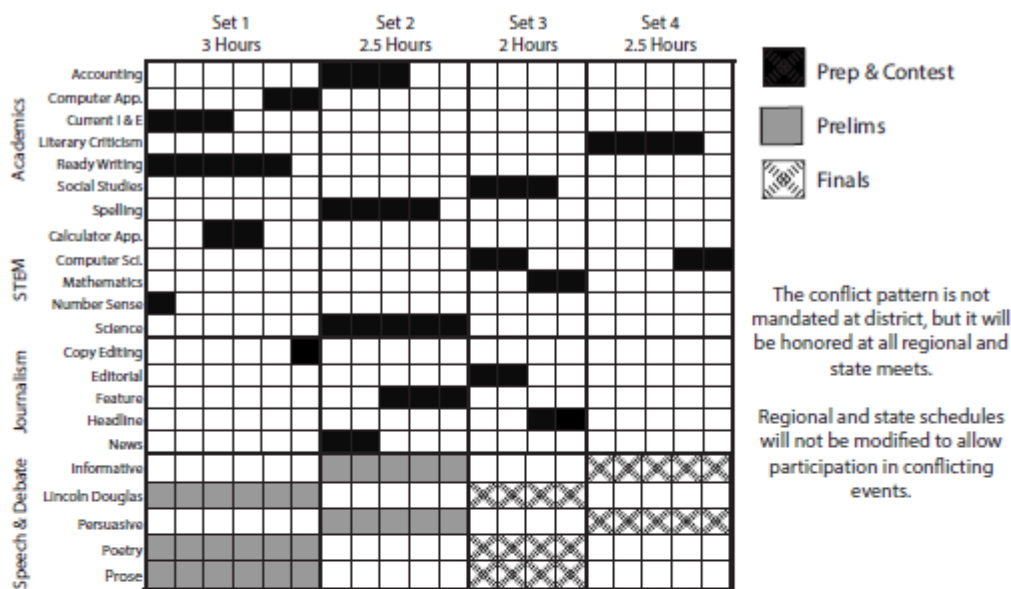 Set 1
3 Hours
Set 2
2.5 Hours
Set 3
2 Hours
Set 4
2.5 Hours
Academics
Accounting
Computer App.
Current I & E
Literary Criticism
Ready Writing
Social Studies
Spelling
STEM
Calculator App.
Computer Sci.
Mathematics
Number Sense
Science
Journalism
Copy Editing
Editorial
Feature
Headline
News
Speech & Debate
Informative
Lincoln Douglas
Persuasive
Poetry
Prose
Prep & Contest
Prelims
Finals
The conflict pattern is not
mandated at district, but it will
be honored at all regional and
state meets.
Regional and state schedules
will not be modified to allow
participation in conflicting
events.